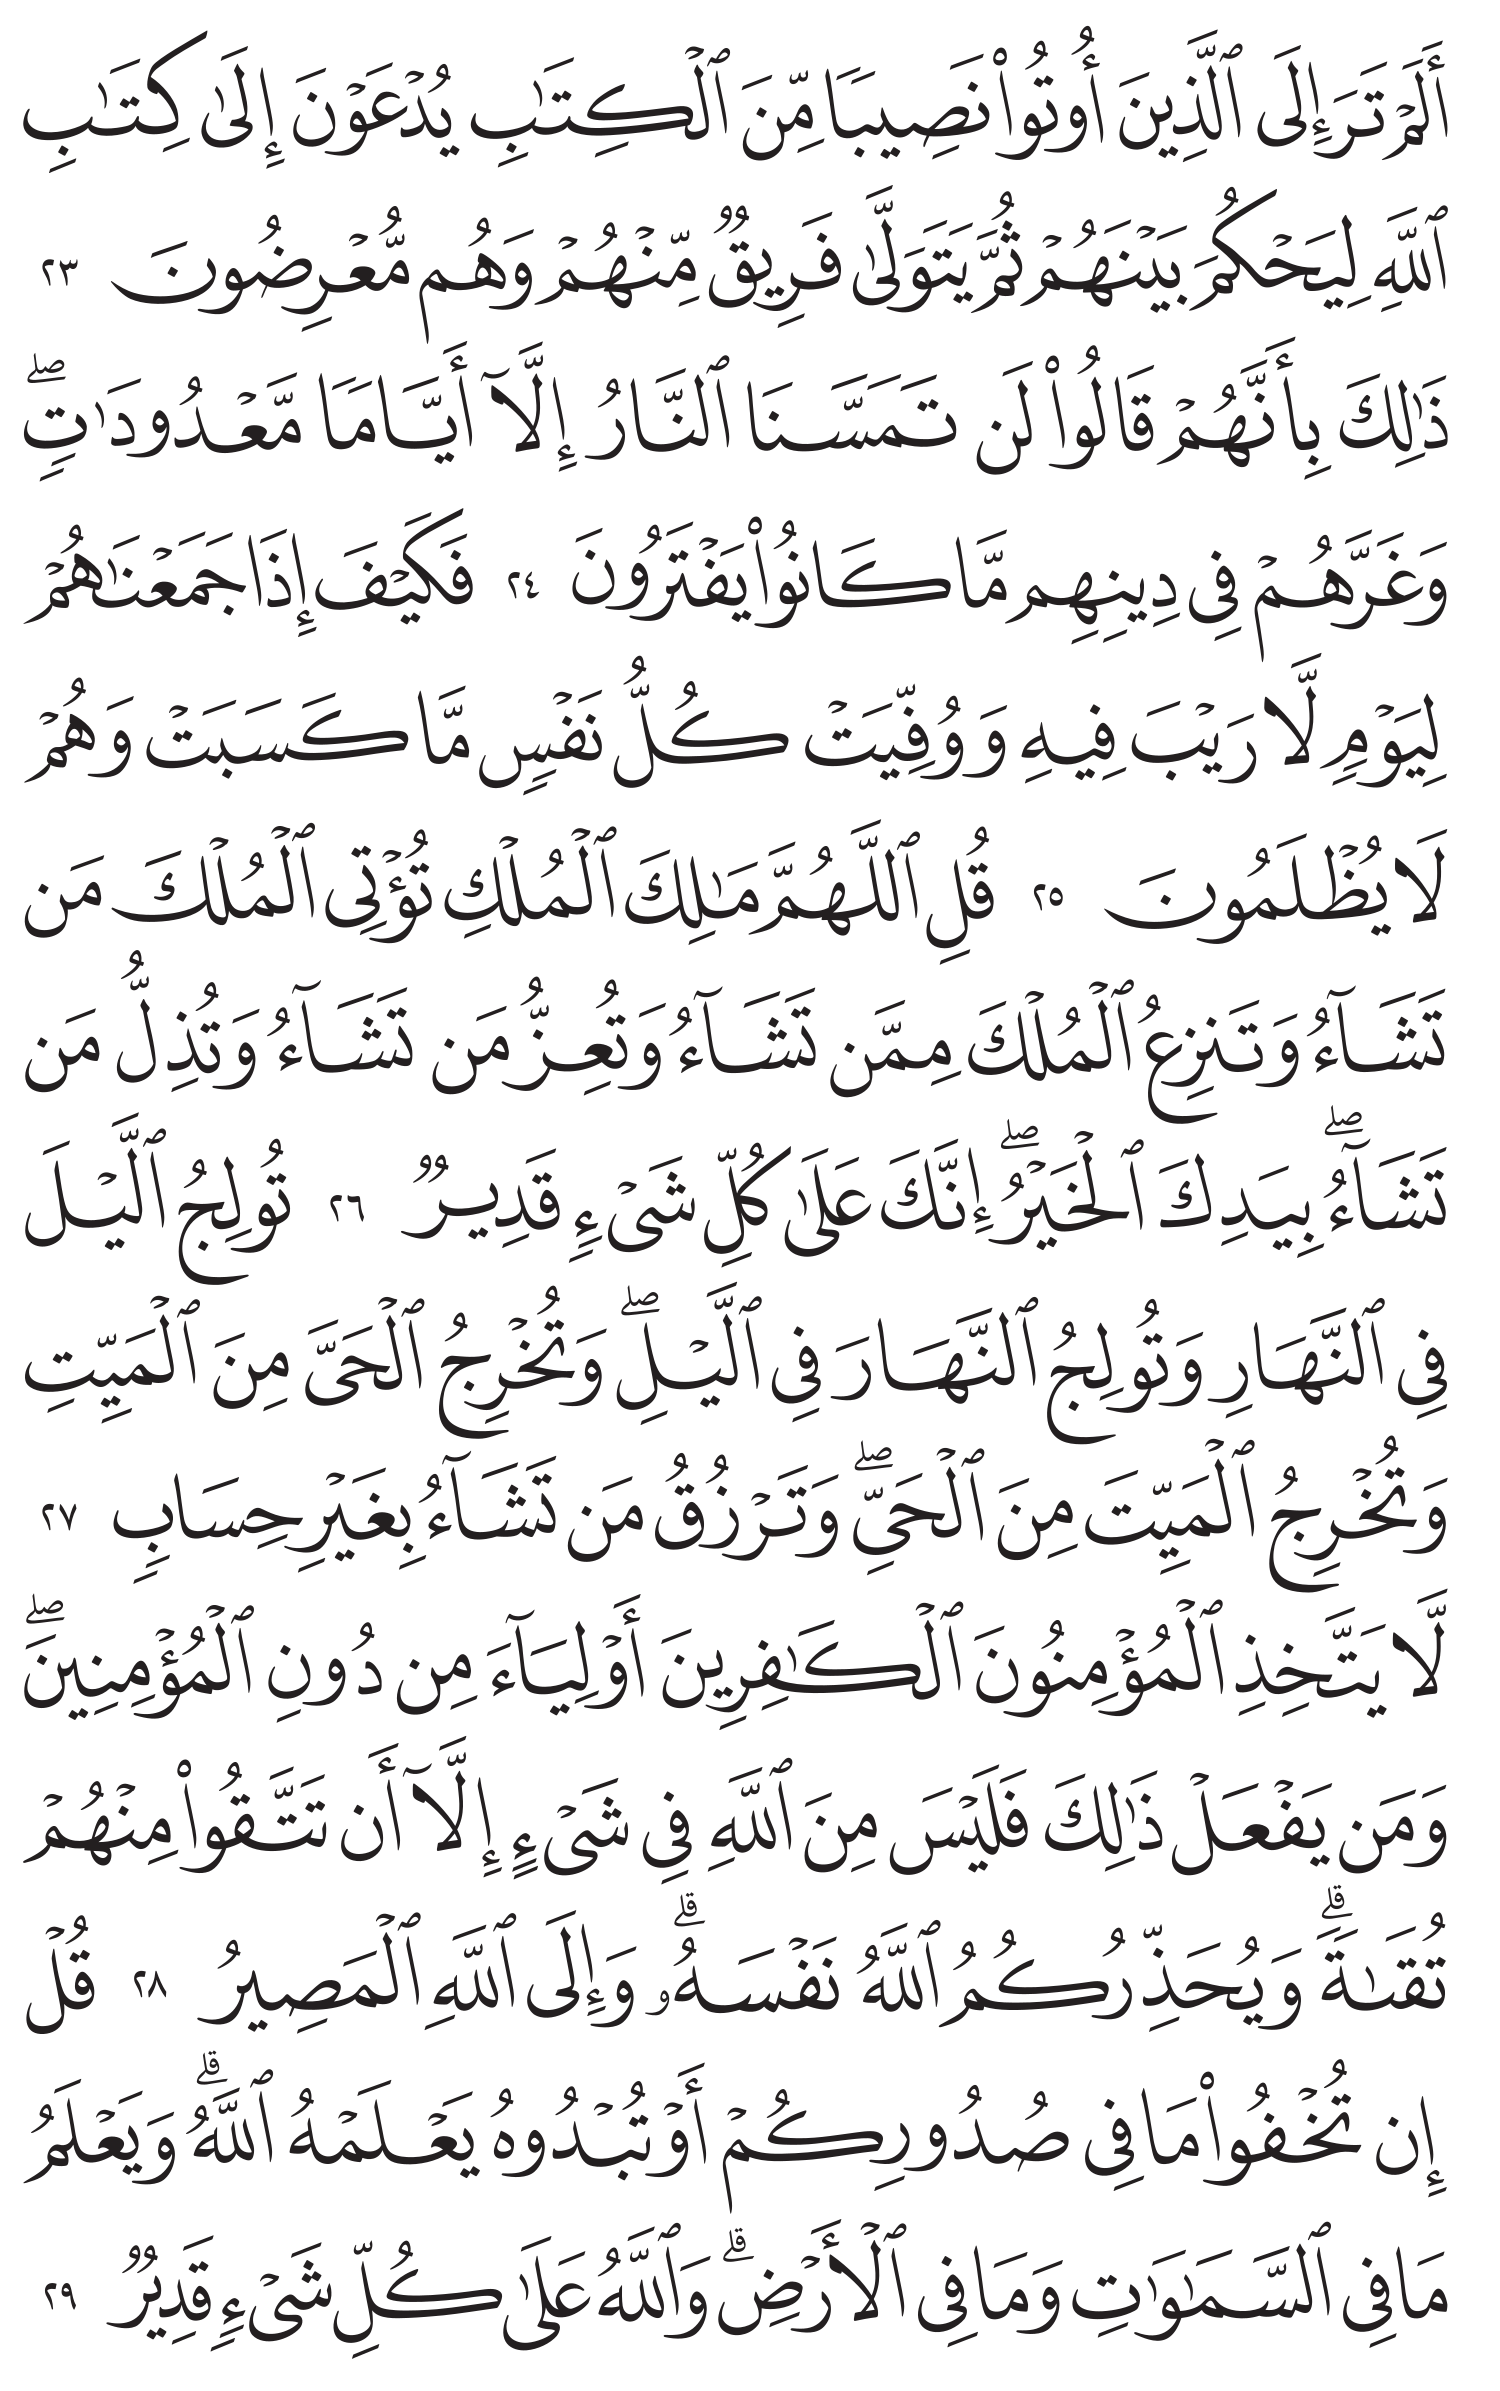 أَلَمۡ تَرَ إِلَى ٱلَّذِينَ أُوتُواْ نَصِيبٗا مِّنَ ٱلۡكِتَٰبِ يُدۡعَوۡنَ إِلَىٰ كِتَٰبِ
ٱللَّهِ لِيَحۡكُمَ بَيۡنَهُمۡ ثُمَّ يَتَوَلَّىٰ فَرِيقٞ مِّنۡهُمۡ وَهُم مُّعۡرِضُونَ ٢٣
ذَٰلِكَ بِأَنَّهُمۡ قَالُواْ لَن تَمَسَّنَا ٱلنَّارُ إِلَّآ أَيَّامٗا مَّعۡدُودَٰتٖۖ
وَغَرَّهُمۡ فِي دِينِهِم مَّا كَانُواْ يَفۡتَرُونَ ٢٤ فَكَيۡفَ إِذَا جَمَعۡنَٰهُمۡ
لِيَوۡمٖ لَّا رَيۡبَ فِيهِ وَوُفِّيَتۡ كُلُّ نَفۡسٖ مَّا كَسَبَتۡ وَهُمۡ
لَا يُظۡلَمُونَ ٢٥ قُلِ ٱللَّهُمَّ مَٰلِكَ ٱلۡمُلۡكِ تُؤۡتِي ٱلۡمُلۡكَ مَن
تَشَآءُ وَتَنزِعُ ٱلۡمُلۡكَ مِمَّن تَشَآءُ وَتُعِزُّ مَن تَشَآءُ وَتُذِلُّ مَن
تَشَآءُۖ بِيَدِكَ ٱلۡخَيۡرُۖ إِنَّكَ عَلَىٰ كُلِّ شَيۡءٖ قَدِيرٞ ٢٦ تُولِجُ ٱلَّيۡلَ
فِي ٱلنَّهَارِ وَتُولِجُ ٱلنَّهَارَ فِي ٱلَّيۡلِۖ وَتُخۡرِجُ ٱلۡحَيَّ مِنَ ٱلۡمَيِّتِ
وَتُخۡرِجُ ٱلۡمَيِّتَ مِنَ ٱلۡحَيِّۖ وَتَرۡزُقُ مَن تَشَآءُ بِغَيۡرِ حِسَابٖ ٢٧
لَّا يَتَّخِذِ ٱلۡمُؤۡمِنُونَ ٱلۡكَٰفِرِينَ أَوۡلِيَآءَ مِن دُونِ ٱلۡمُؤۡمِنِينَۖ
وَمَن يَفۡعَلۡ ذَٰلِكَ فَلَيۡسَ مِنَ ٱللَّهِ فِي شَيۡءٍ إِلَّآ أَن تَتَّقُواْ مِنۡهُمۡ
تُقَىٰةٗۗ وَيُحَذِّرُكُمُ ٱللَّهُ نَفۡسَهُۥۗ وَإِلَى ٱللَّهِ ٱلۡمَصِيرُ ٢٨ قُلۡ
إِن تُخۡفُواْ مَا فِي صُدُورِكُمۡ أَوۡ تُبۡدُوهُ يَعۡلَمۡهُ ٱللَّهُۗ وَيَعۡلَمُ
مَا فِي ٱلسَّمَٰوَٰتِ وَمَا فِي ٱلۡأَرۡضِۗ وَٱللَّهُ عَلَىٰ كُلِّ شَيۡءٖ قَدِيرٞ ٢٩